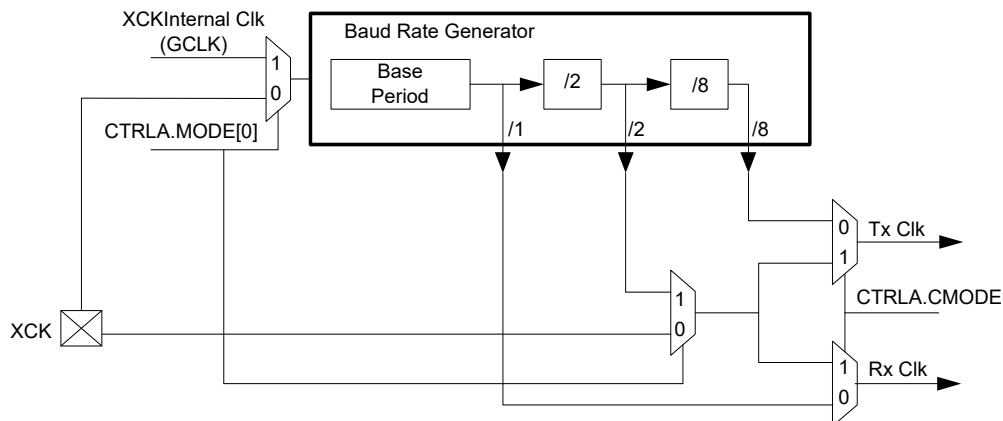 XCKInternal Clk
(GCLK)
1
0
CTRLA.MODE[0]
Baud Rate Generator
Base
Period
/2
/8
/1
/2
/8
0
1
Tx Clk
1
0
CTRLA.CMODE
XCK
1
0
Rx Clk